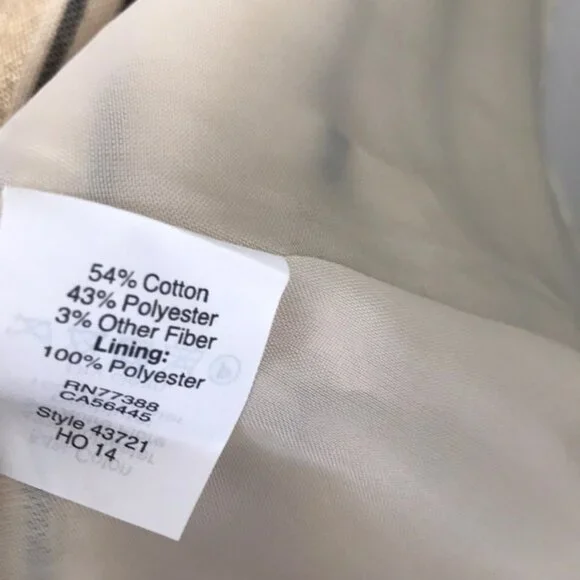 54% Cotton
43% Polyester
3% Other Fiber
Lining:
100% Polyester
RN77388
CA56445
Style 43721
HO 14